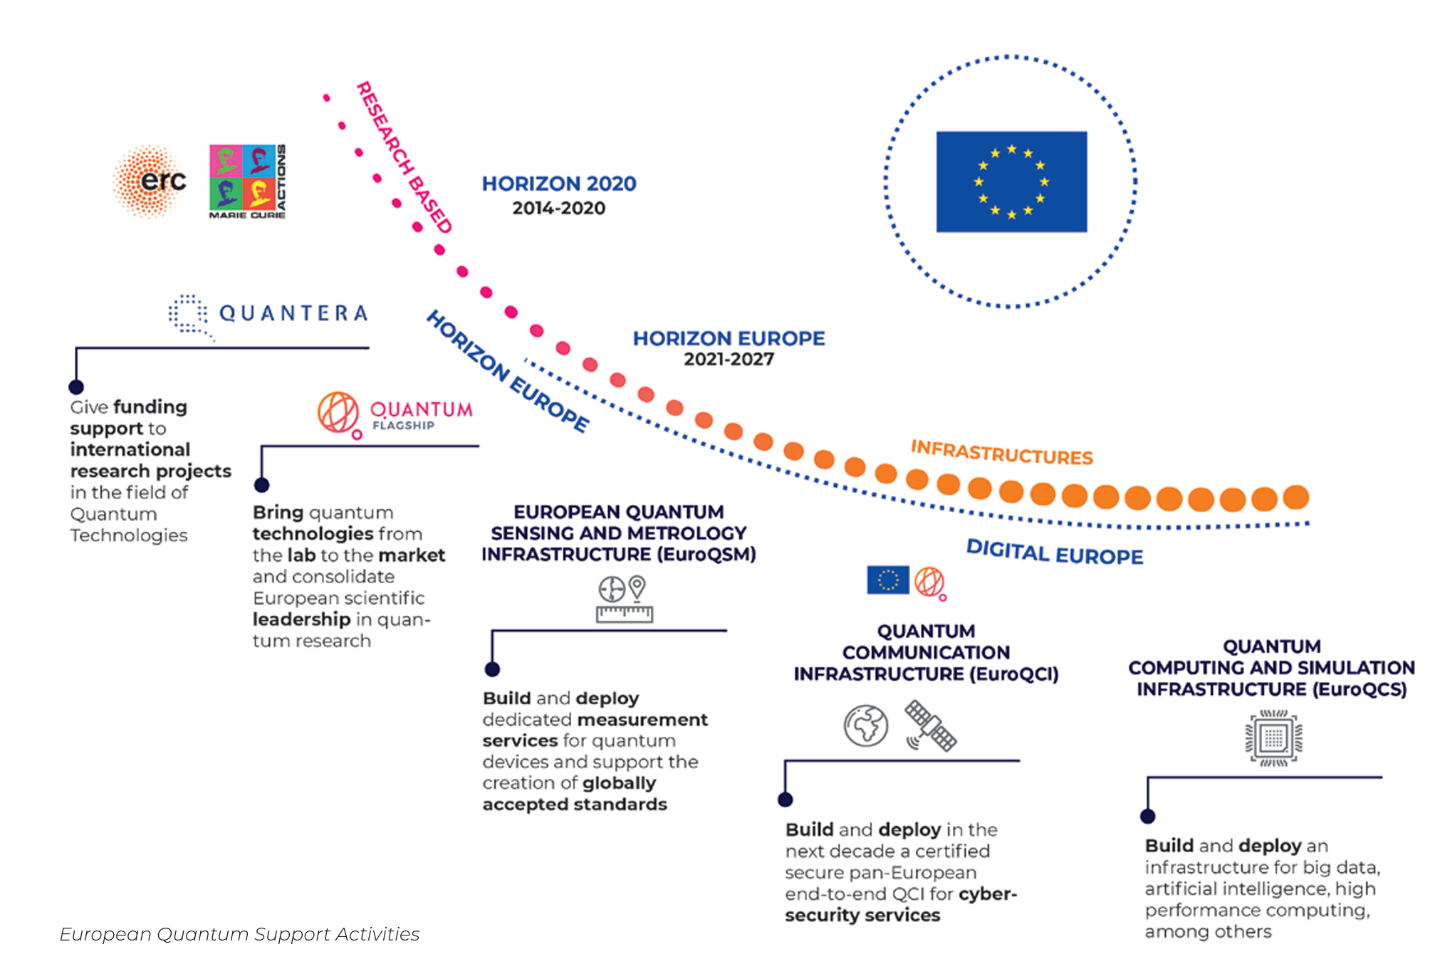 RESEARCH BASED
erc
MARIE CURIE
ACTIONS
HORIZON 2020
2014-2020
QUANTERA
HORIZON EUROPE
HORIZON EUROPE
2021-2027
Give funding
support to
international
research projects
in the field of
Quantum
Technologies
QUANTUM
FLAGSHIP
Bring quantum
technologies from
the lab to the market
and consolidate
European scientific
leadership in quan-
tum research
INFRASTRUCTURES
DIGITAL EUROPE
EUROPEAN QUANTUM
SENSING AND METROLOGY
INFRASTRUCTURE (EuroQSM)
Build and deploy
dedicated measurement
services for quantum
devices and support the
creation of globally
accepted standards
QUANTUM
COMMUNICATION
INFRASTRUCTURE (EuroQCI)
Build and deploy in the
next decade a certified
secure pan-European
end-to-end QCI for cyber-
security services
QUANTUM
COMPUTING AND SIMULATION
INFRASTRUCTURE (EuroQCS)
Build and deploy an
infrastructure for big data,
artificial intelligence, high
performance computing,
among others
European Quantum Support Activities